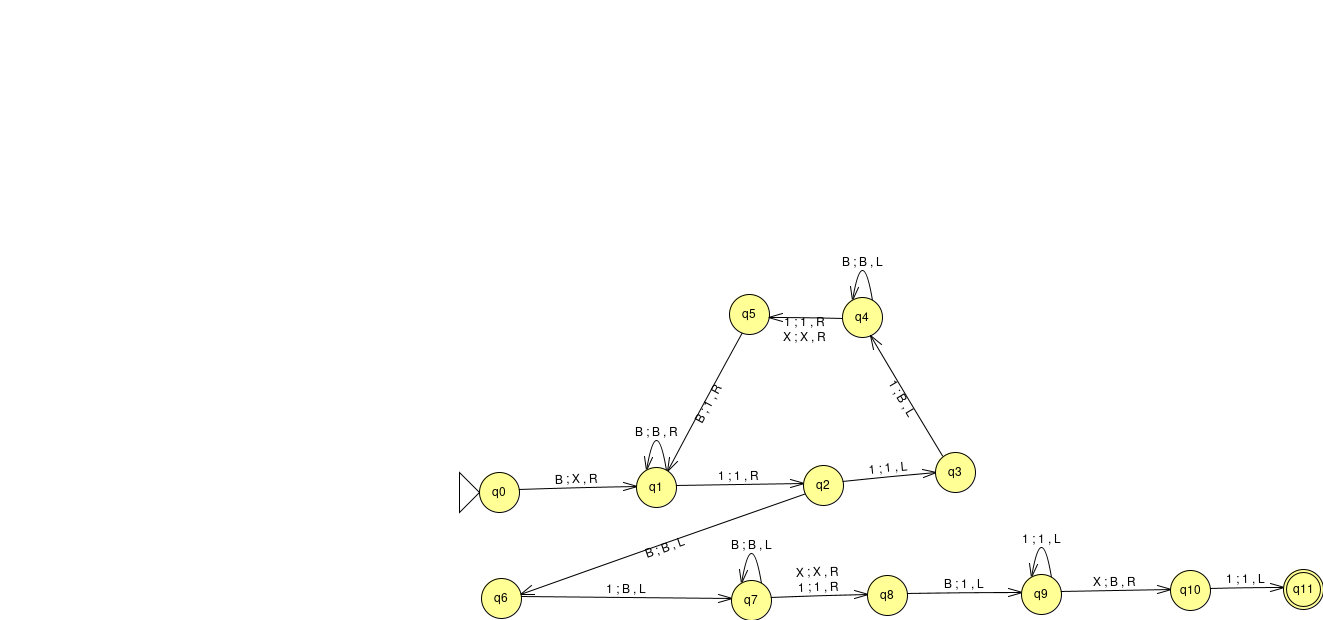 B ; B , L
q5
q4
1 ; 1 , R
X ; X , R
1 ; B , L
B ; 1 , R
B ; B , R
q0
B ; X , R
q1
1 ; 1 , R
q2
1 ; 1 , L
q3
B ; B , L
B ; B , L
1 ; 1 , L
q6
1 ; B , L
q7
X ; X , R
1 ; 1 , R
q8
B ; 1 , L
q9
X ; B , R
q10
1 ; 1 , L
q11